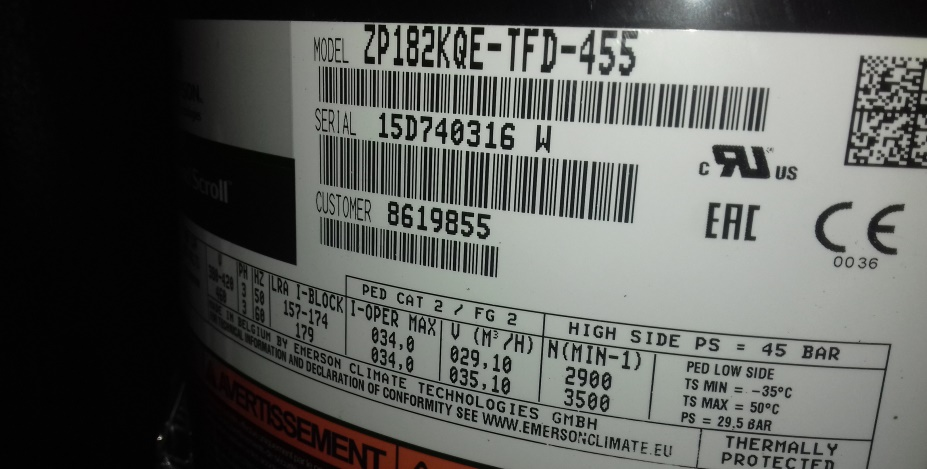 MODEL ZP182KQE-TFD-455
SERIAL 15D740316 W
CUSTOMER 8619855
Scroll
c RU US
EAC
CE
0036
V PH HZ LRA I-BLOCK
380-420 3 50 157-174
460 3 60 179
PED CAT 2 / FG 2
I-OPER MAX V (M³/H) N(MIN-1)
034,0 029,10 2900
034,0 035,10 3500
HIGH SIDE PS = 45 BAR
PED LOW SIDE
TS MIN = -35°C
TS MAX = 50°C
PS = 29,5 BAR
THERMALLY
PROTECTED
MADE IN BELGIUM BY EMERSON CLIMATE TECHNOLOGIES GMBH
INFORMATION AND DECLARATION OF CONFORMITY SEE WWW.EMERSONCLIMATE.EU
AVERTISSEMENT